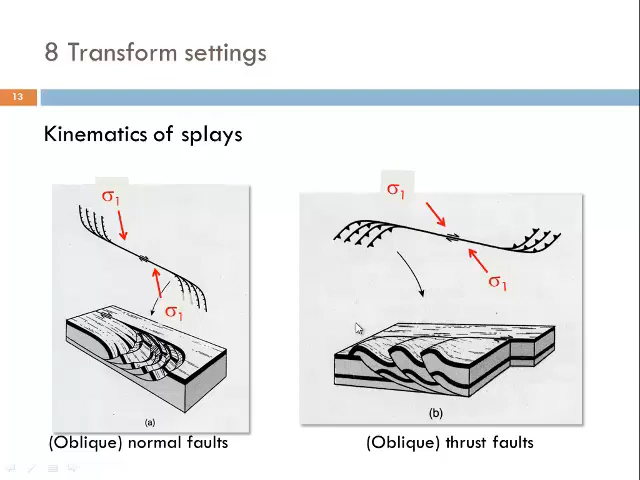 8 Transform settings
13
Kinematics of splays
σ1
σ1
σ1
σ1
(a)
(b)
(Oblique) normal faults
(Oblique) thrust faults